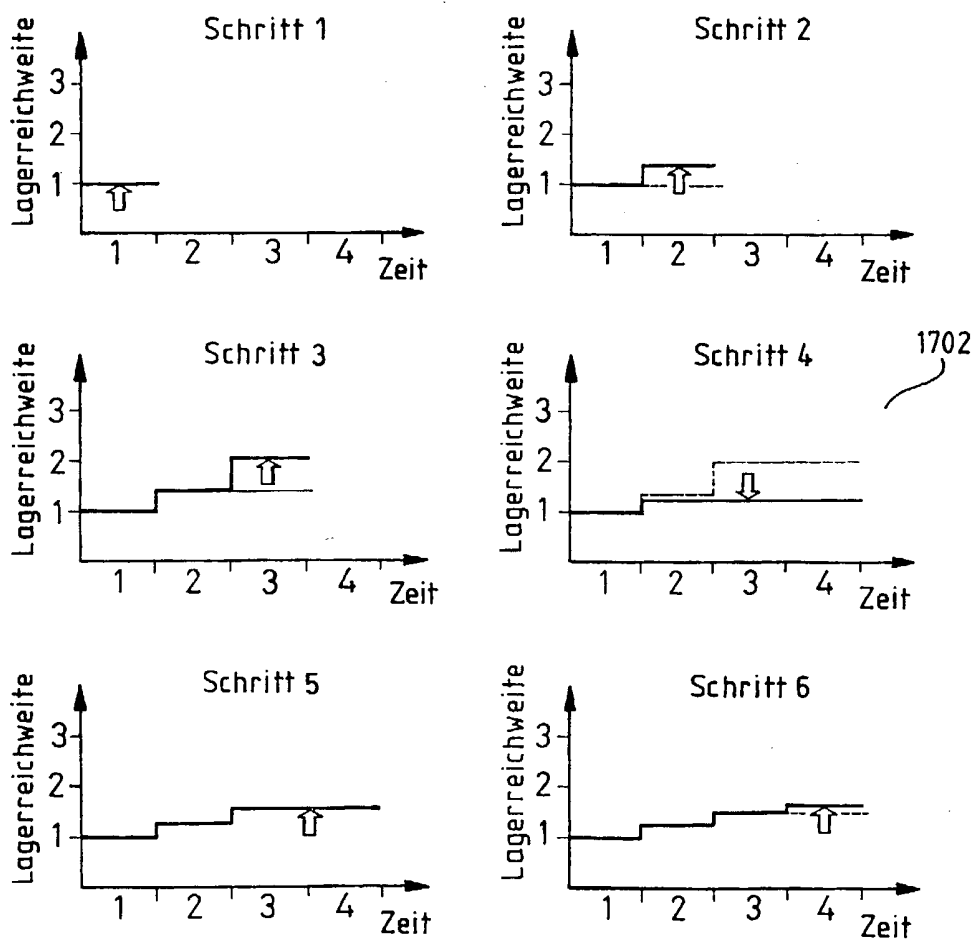 Schritt 1
Lagerreichweite
3
2
1
1 2 3 4
Zeit
Schritt 2
Lagerreichweite
3
2
1
1 2 3 4
Zeit
Schritt 3
Lagerreichweite
3
2
1
1 2 3 4
Zeit
Schritt 4
1702
Lagerreichweite
3
2
1
1 2 3 4
Zeit
Schritt 5
Lagerreichweite
3
2
1
1 2 3 4
Zeit
Schritt 6
Lagerreichweite
3
2
1
1 2 3 4
Zeit